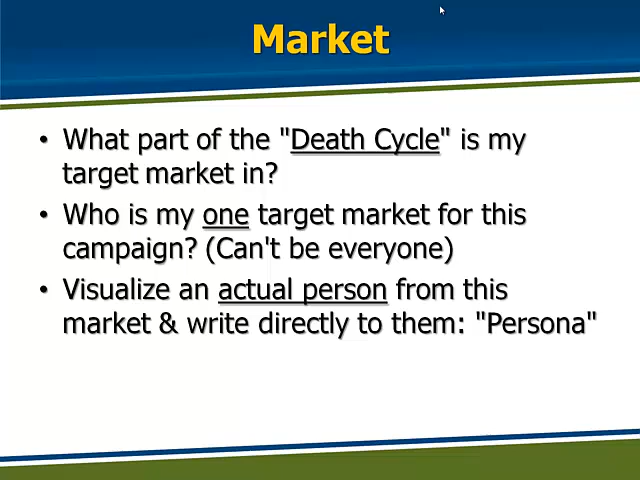 Market
• What part of the "Death Cycle" is my
target market in?
• Who is my one target market for this
campaign? (Can't be everyone)
• Visualize an actual person from this
market & write directly to them: "Persona"